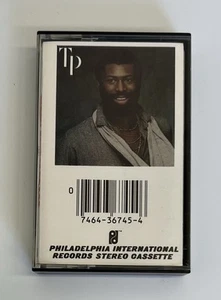 TP
0
7464-36745-4
PHILADELPHIA INTERNATIONAL
RECORDS STEREO CASSETTE